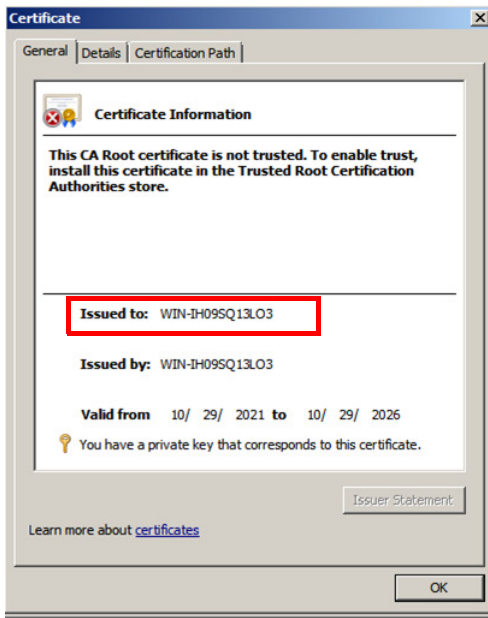 Certificate
General Details Certification Path
Certificate Information
This CA Root certificate is not trusted. To enable trust,
install this certificate in the Trusted Root Certification
Authorities store.
Issued to: WIN-IH09SQ13LO3
Issued by: WIN-IH09SQ13LO3
Valid from 10/ 29/ 2021 to 10/ 29/ 2026
You have a private key that corresponds to this certificate.
Issuer Statement
Learn more about certificates
OK